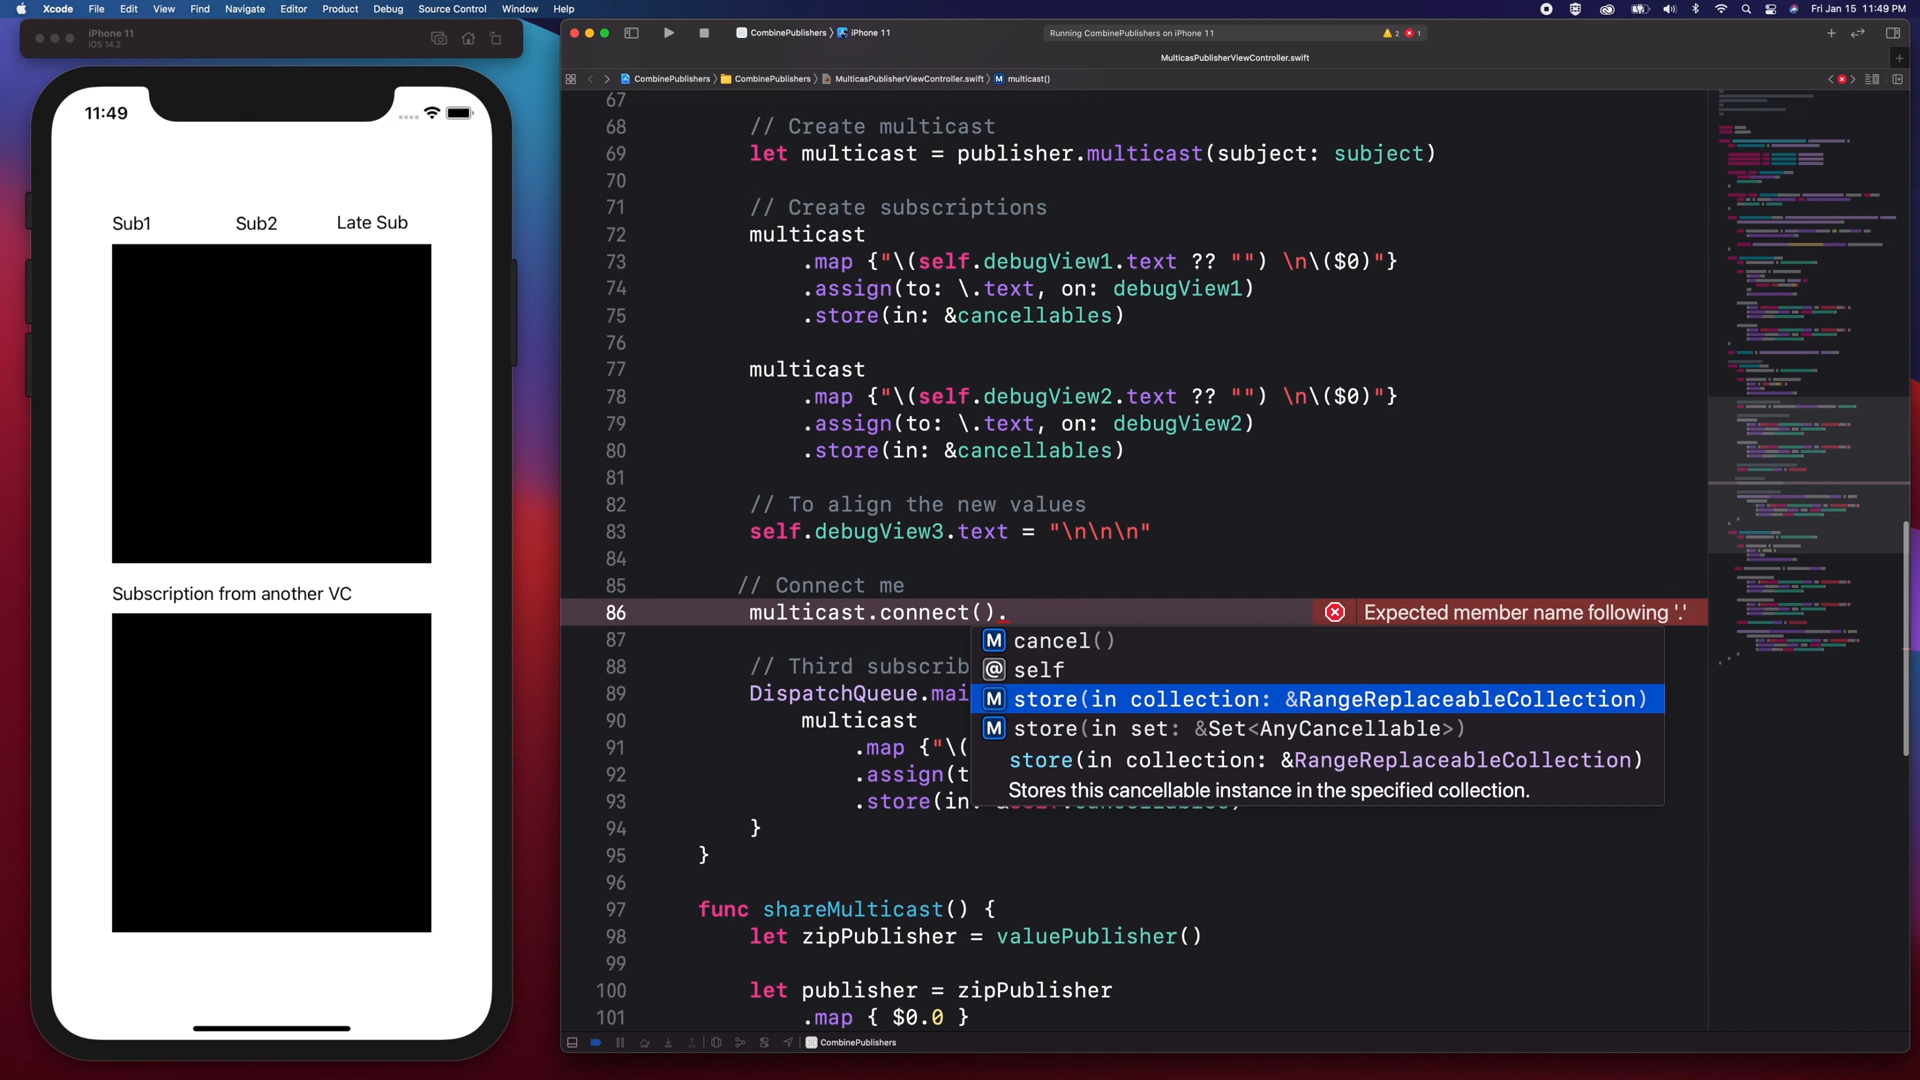 Xcode File Edit View Find Navigate Editor Product Debug Source Control Window Help
Fri Jan 15 11:49 PM
iPhone 11
iOS 14.2
CombinePublishers 〉 iPhone 11
Running CombinePublishers on iPhone 11
2 1
MulticasPublisherViewController.swift
CombinePublishers 〉 CombinePublishers 〉 MulticasPublisherViewController.swift 〉 M multicast()
11:49
Sub1 Sub2 Late Sub
Subscription from another VC
67
68 // Create multicast
69 let multicast = publisher.multicast(subject: subject)
70
71 // Create subscriptions
72 multicast
73 .map {"\(self.debugView1.text ?? "") \n\($0)"}
74 .assign(to: \.text, on: debugView1)
75 .store(in: &cancellables)
76
77 multicast
78 .map {"\(self.debugView2.text ?? "") \n\($0)"}
79 .assign(to: \.text, on: debugView2)
80 .store(in: &cancellables)
81
82 // To align the new values
83 self.debugView3.text = "\n\n\n"
84
85 // Connect me
86 multicast.connect(). Expected member name following '.'
87
M cancel()
@ self
M store(in collection: &RangeReplaceableCollection)
M store(in set: &Set<AnyCancellable>)
store(in collection: &RangeReplaceableCollection)
Stores this cancellable instance in the specified collection.
88 // Third subscrib
89 DispatchQueue.mai
90 multicast
91 .map {"\(
92 .assign(t
93 .store(in:
94 }
95 }
96
97 func shareMulticast() {
98 let zipPublisher = valuePublisher()
99
100 let publisher = zipPublisher
101 .map { $0.0 }
CombinePublishers